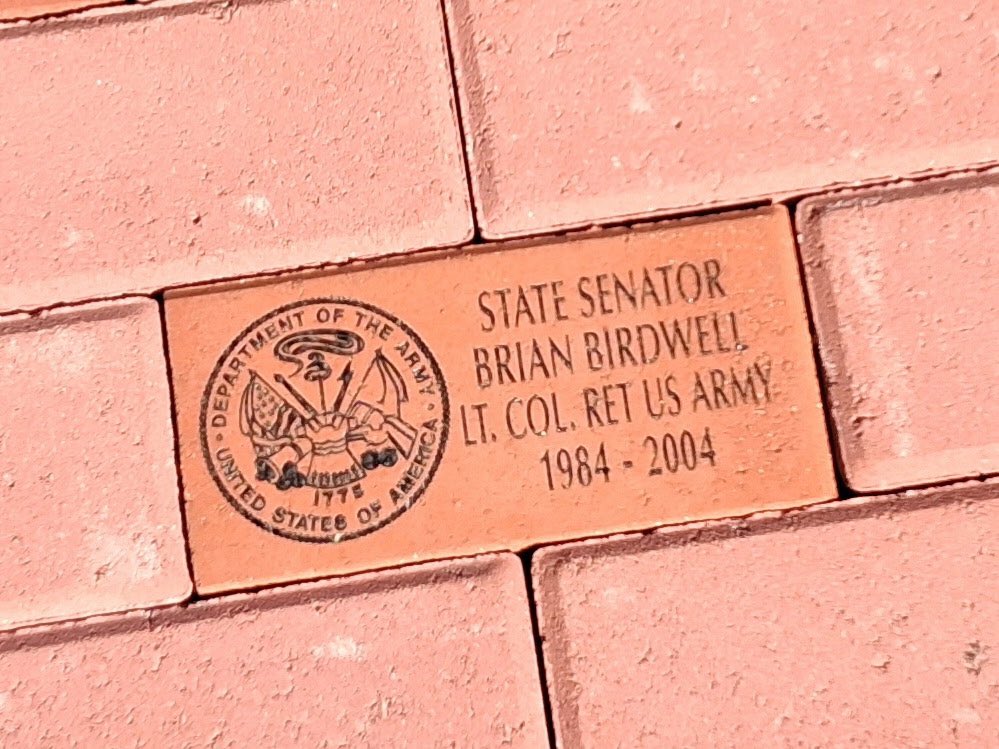 DEPARTMENT OF THE ARMY
UNITED STATES OF AMERICA
1775
STATE SENATOR
BRIAN BIRDWELL
LT. COL. RET US ARMY
1984 - 2004